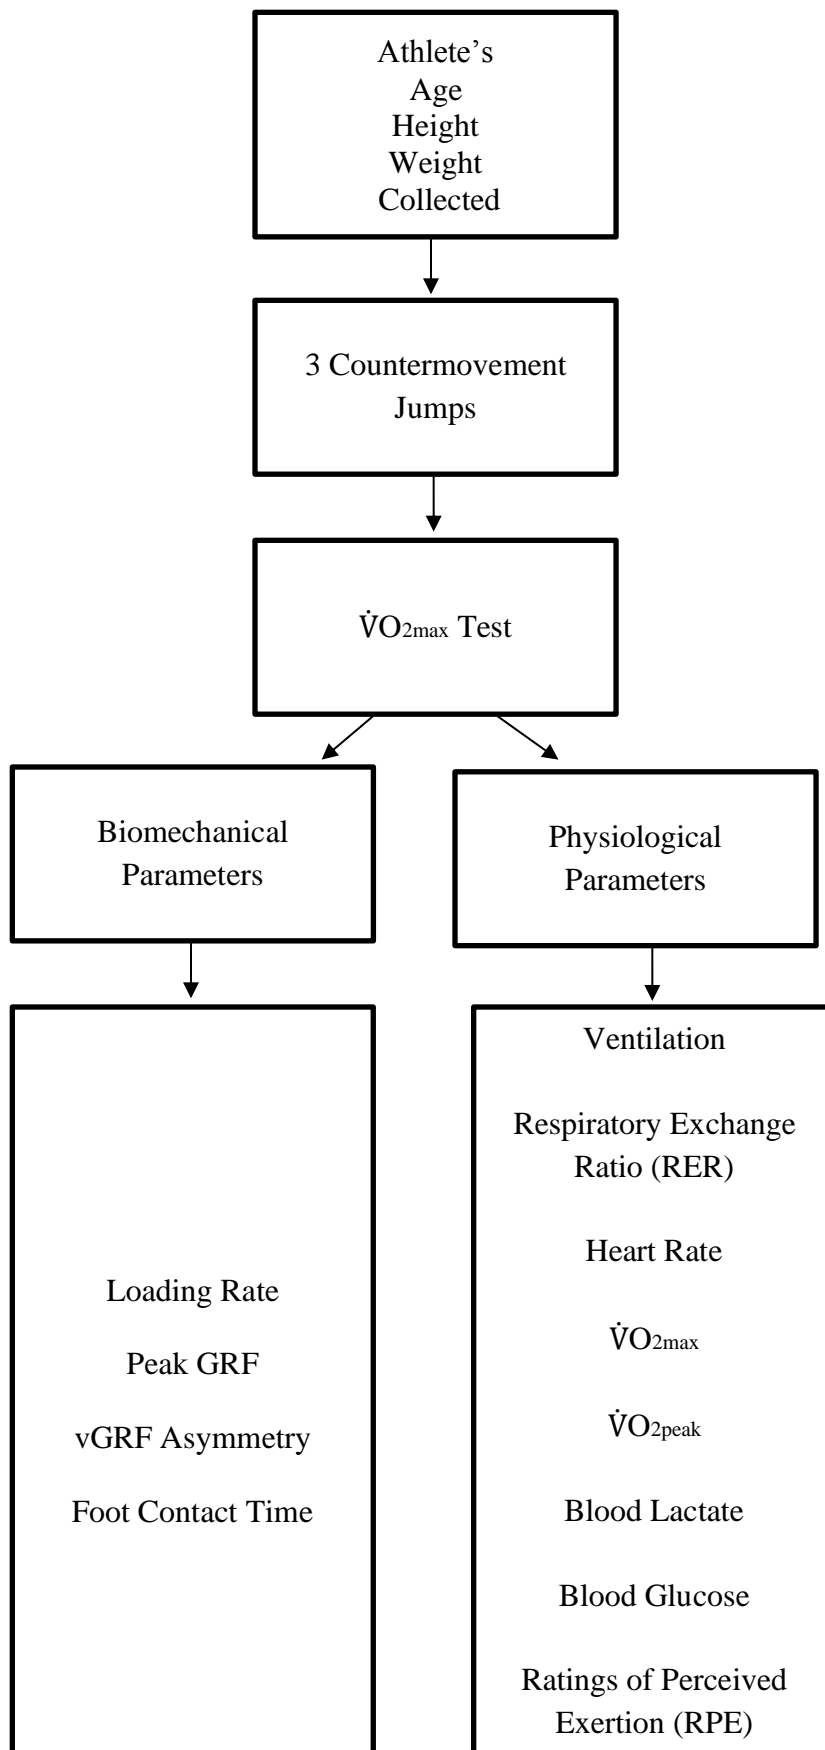 Athlete’s
Age
Height
Weight
Collected
3 Countermovement
Jumps
V̇O2max Test
Biomechanical
Parameters
Physiological
Parameters
Loading Rate
Peak GRF
vGRF Asymmetry
Foot Contact Time
Ventilation
Respiratory Exchange
Ratio (RER)
Heart Rate
V̇O2max
V̇O2peak
Blood Lactate
Blood Glucose
Ratings of Perceived
Exertion (RPE)